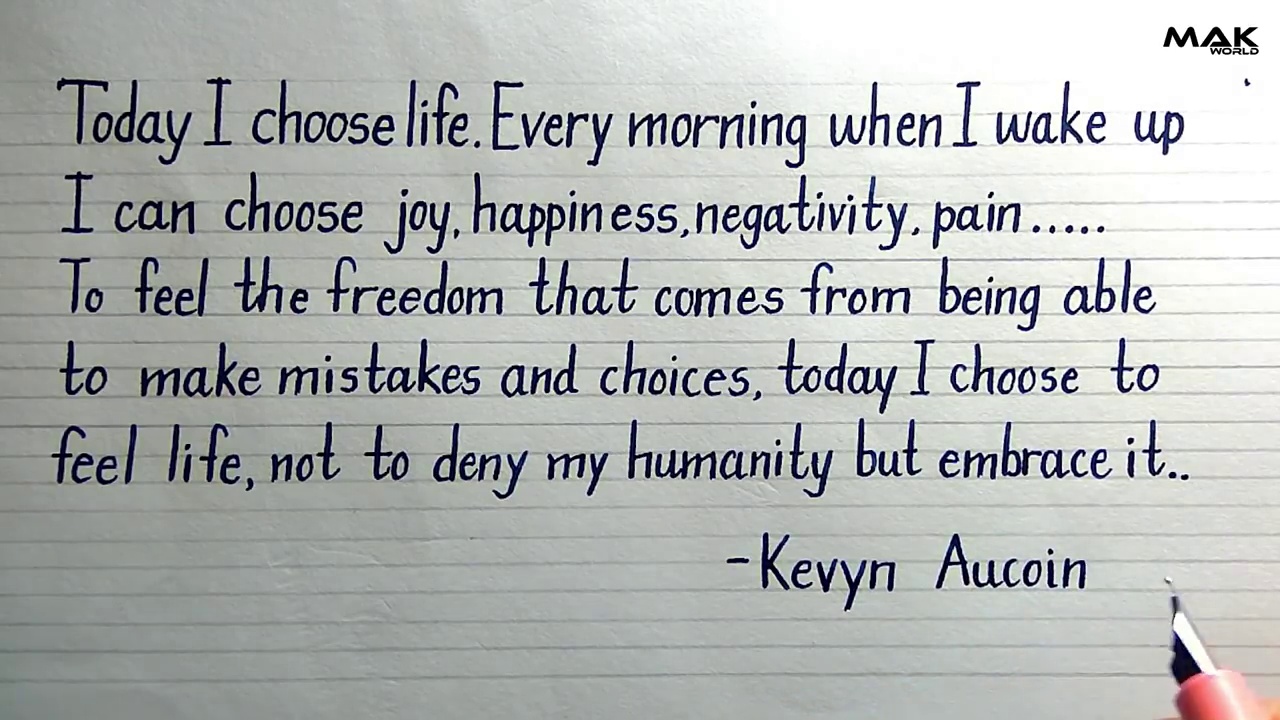 MAK
WORLD
Today I choose life. Every morning when I wake up
I can choose joy, happiness, negativity, pain.....
To feel the freedom that comes from being able
to make mistakes and choices, today I choose to
feel life, not to deny my humanity but embrace it..
-Kevyn Aucoin